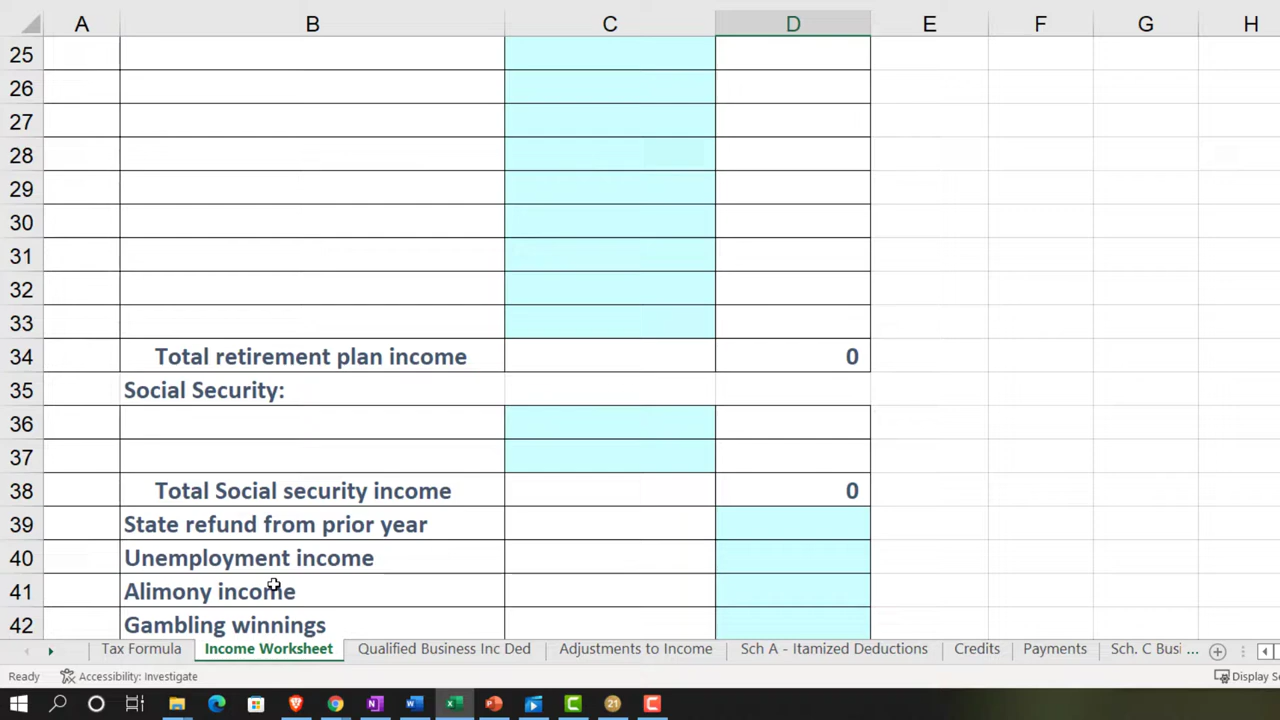 A B C D E F G H
25
26
27
28
29
30
31
32
33
34 Total retirement plan income 0
35 Social Security:
36
37
38 Total Social security income 0
39 State refund from prior year
40 Unemployment income
41 Alimony income
42 Gambling winnings
Tax Formula Income Worksheet Qualified Business Inc Ded Adjustments to Income Sch A - Itamized Deductions Credits Payments Sch. C Busi ...
Ready Accessibility: Investigate Display Se
21